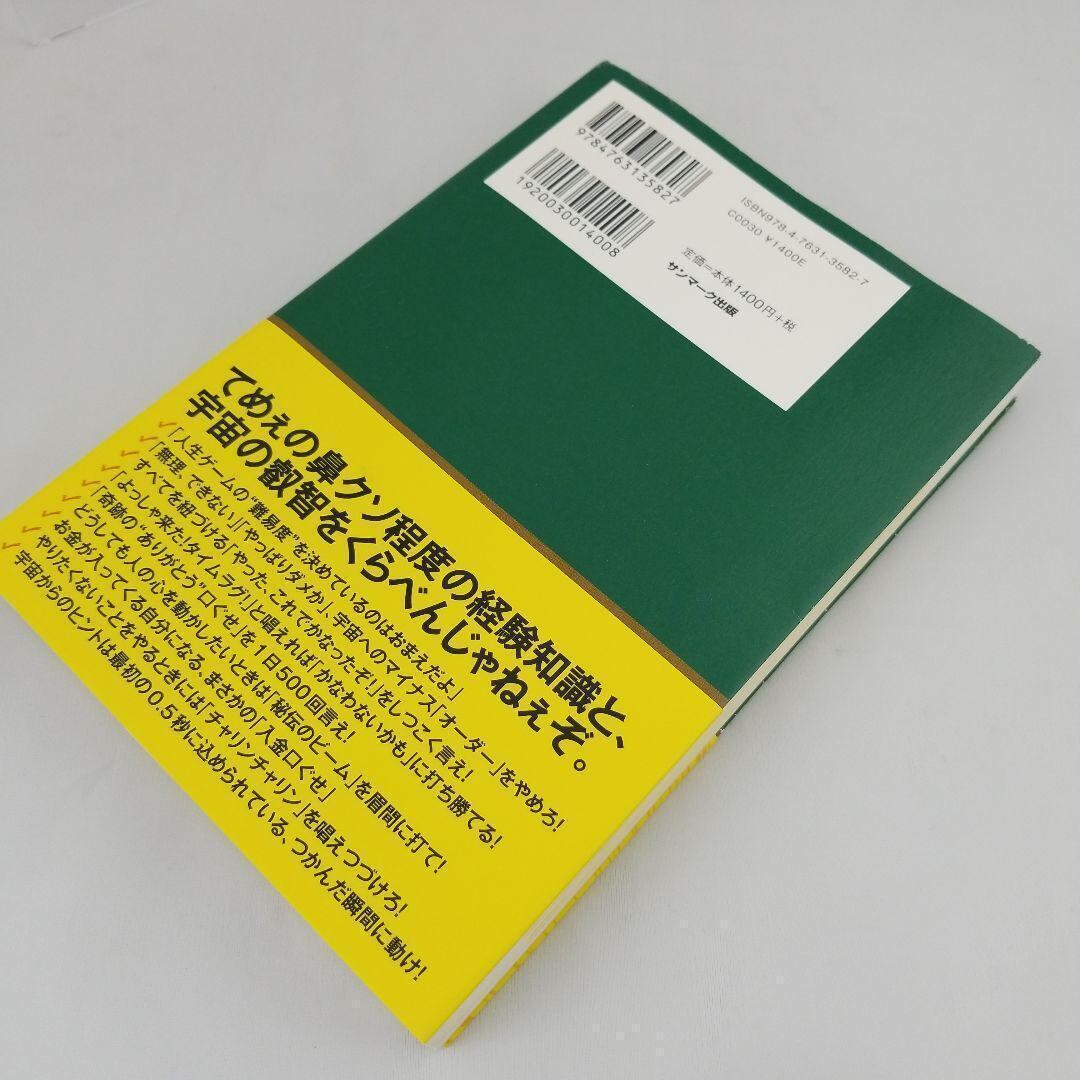 9784763135827
1920030014008
ISBN978-4-7631-3582-7
C0030 ¥1400E
定価=本体1400円+税
サンマーク出版
てめぇの鼻クソ程度の経験知識と、
宇宙の叡智をくらべんじゃねぇぞ。
「人生ゲームの“難易度”を決めているのはおまえだよ」
「無理、できない」「やっぱりダメか」、宇宙へのマイナス「オーダー」をやめろ!
すべてを紐づける「やった、これでかなったぞ!」をしつこく言え!
「よっしゃ来た!タイムラグ!」と唱えれば「かなわないかも」に打ち勝てる!
「奇跡の“ありがとう”口ぐせ」を1日500回言え!
どうしても人の心を動かしたいときは「秘伝のビーム」を眉間に打て!
お金が入ってくる自分になる、まさかの「入金口ぐせ」
やりたくないことをやるときには「チャリンチャリン」を唱えつづけろ!
宇宙からのヒントは最初の0.5秒に込められている、つかんだ瞬間に動け!